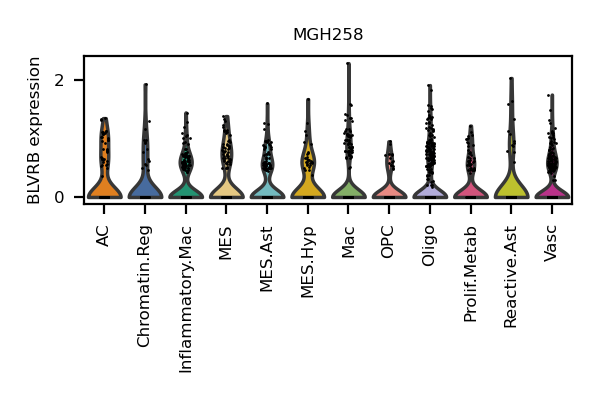 MGH258
BLVRB expression
2
0
AC
Chromatin.Reg
Inflammatory.Mac
MES
MES.Ast
MES.Hyp
Mac
OPC
Oligo
Prolif.Metab
Reactive.Ast
Vasc